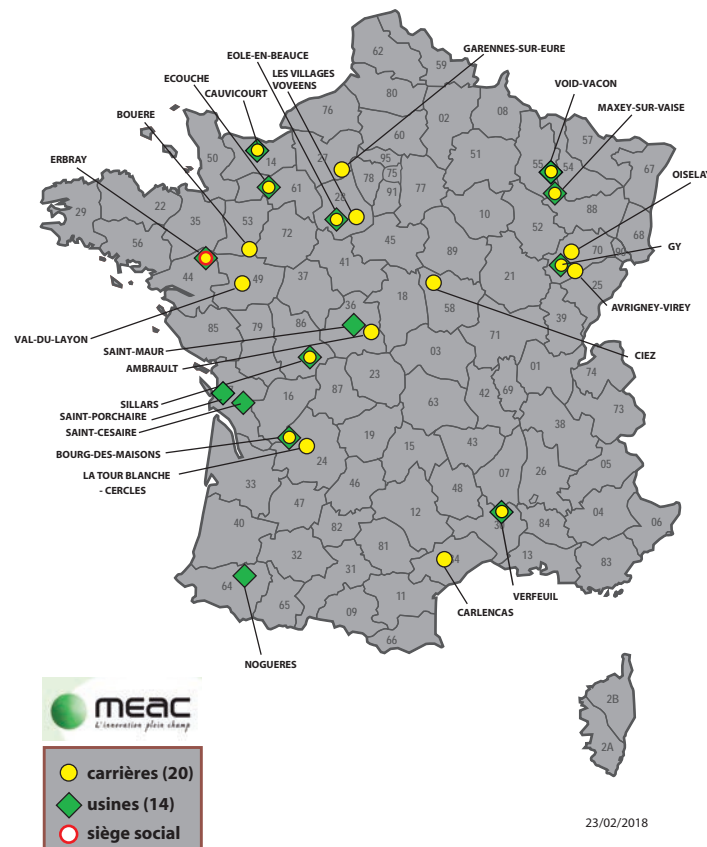 GARENNES-SUR-EURE
EOLE-EN-BEAUCE
LES VILLAGES
VOVEENS
ECOUCHE
CAUVICOURT
BOUERE
ERBRAY
VOID-VACON
MAXEY-SUR-VAISE
OISELAY
GY
AVRIGNEY-VIREY
CIEZ
VAL-DU-LAYON
SAINT-MAUR
AMBRAULT
SILLARS
SAINT-PORCHAIRE
SAINT-CESAIRE
BOURG-DES-MAISONS
LA TOUR BLANCHE
- CERCLES
VERFEUIL
CARLENCAS
NOGUERES
62
59
80
76
02
08
60
50
14
27
95
78
75
91
77
51
55
54
57
67
61
28
10
88
68
29
22
35
53
72
56
45
52
70
90
41
89
44
49
37
21
25
18
58
39
36
85
79
86
71
03
23
01
74
16
87
42
69
63
73
38
19
24
15
43
33
07
26
05
46
48
47
12
40
82
30
84
04
06
81
32
34
13
83
31
64
65
11
09
66
2B
2A
meac
L'innovation plein champ
carrières (20)
usines (14)
siège social
23/02/2018